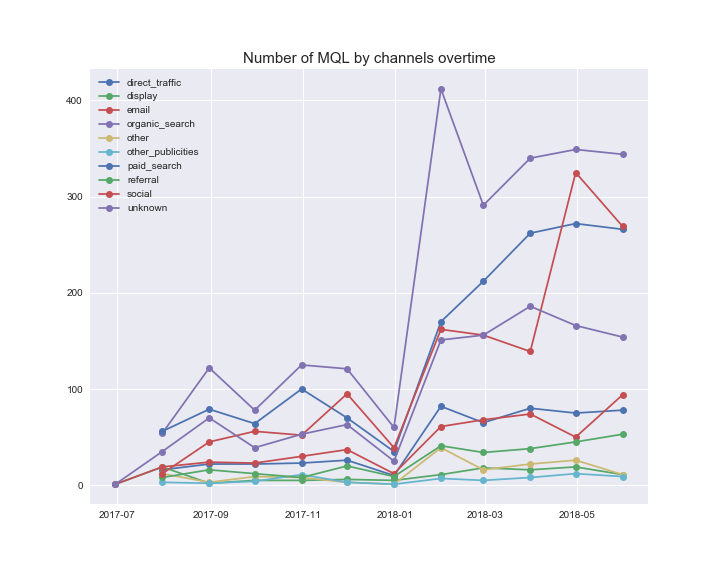 Number of MQL by channels overtime
direct_traffic
display
email
organic_search
other
other_publicities
paid_search
referral
social
unknown
400
300
200
100
0
2017-07 2017-09 2017-11 2018-01 2018-03 2018-05